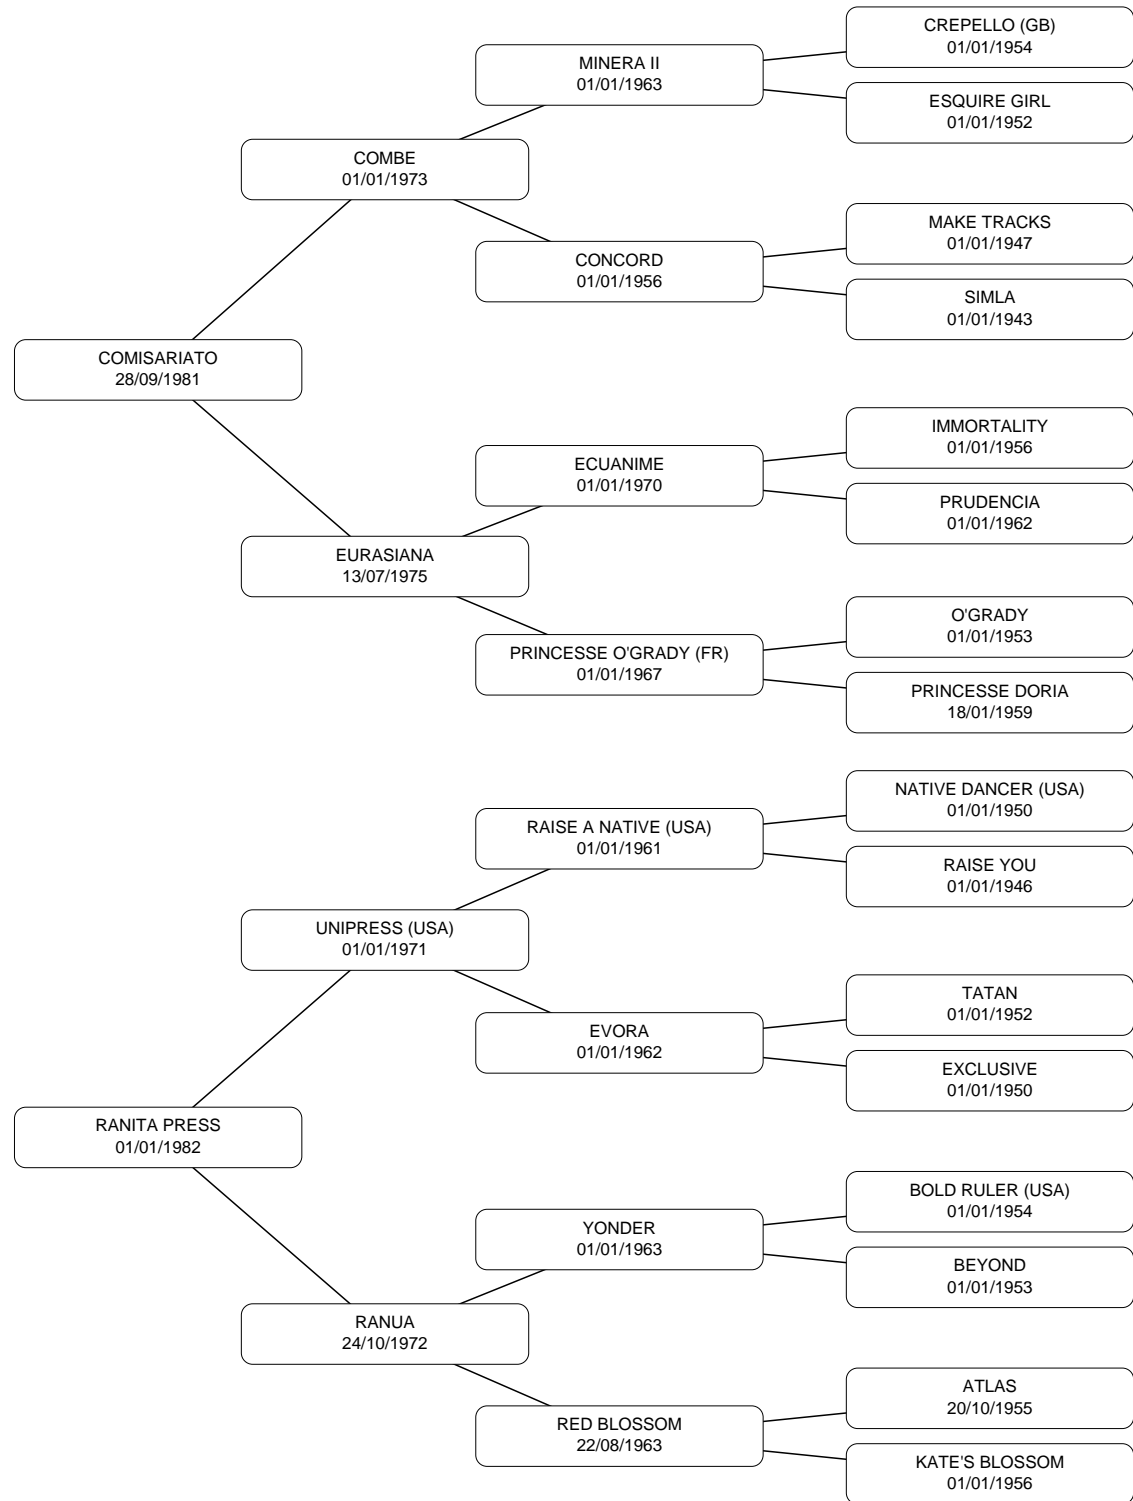 CREPELLO (GB)
01/01/1954
MINERA II
01/01/1963
ESQUIRE GIRL
01/01/1952
COMBE
01/01/1973
MAKE TRACKS
01/01/1947
CONCORD
01/01/1956
SIMLA
01/01/1943
COMISARIATO
28/09/1981
IMMORTALITY
01/01/1956
ECUANIME
01/01/1970
PRUDENCIA
01/01/1962
EURASIANA
13/07/1975
O'GRADY
01/01/1953
PRINCESSE O'GRADY (FR)
01/01/1967
PRINCESSE DORIA
18/01/1959
NATIVE DANCER (USA)
01/01/1950
RAISE A NATIVE (USA)
01/01/1961
RAISE YOU
01/01/1946
UNIPRESS (USA)
01/01/1971
TATAN
01/01/1952
EVORA
01/01/1962
EXCLUSIVE
01/01/1950
RANITA PRESS
01/01/1982
BOLD RULER (USA)
01/01/1954
YONDER
01/01/1963
BEYOND
01/01/1953
RANUA
24/10/1972
ATLAS
20/10/1955
RED BLOSSOM
22/08/1963
KATE'S BLOSSOM
01/01/1956